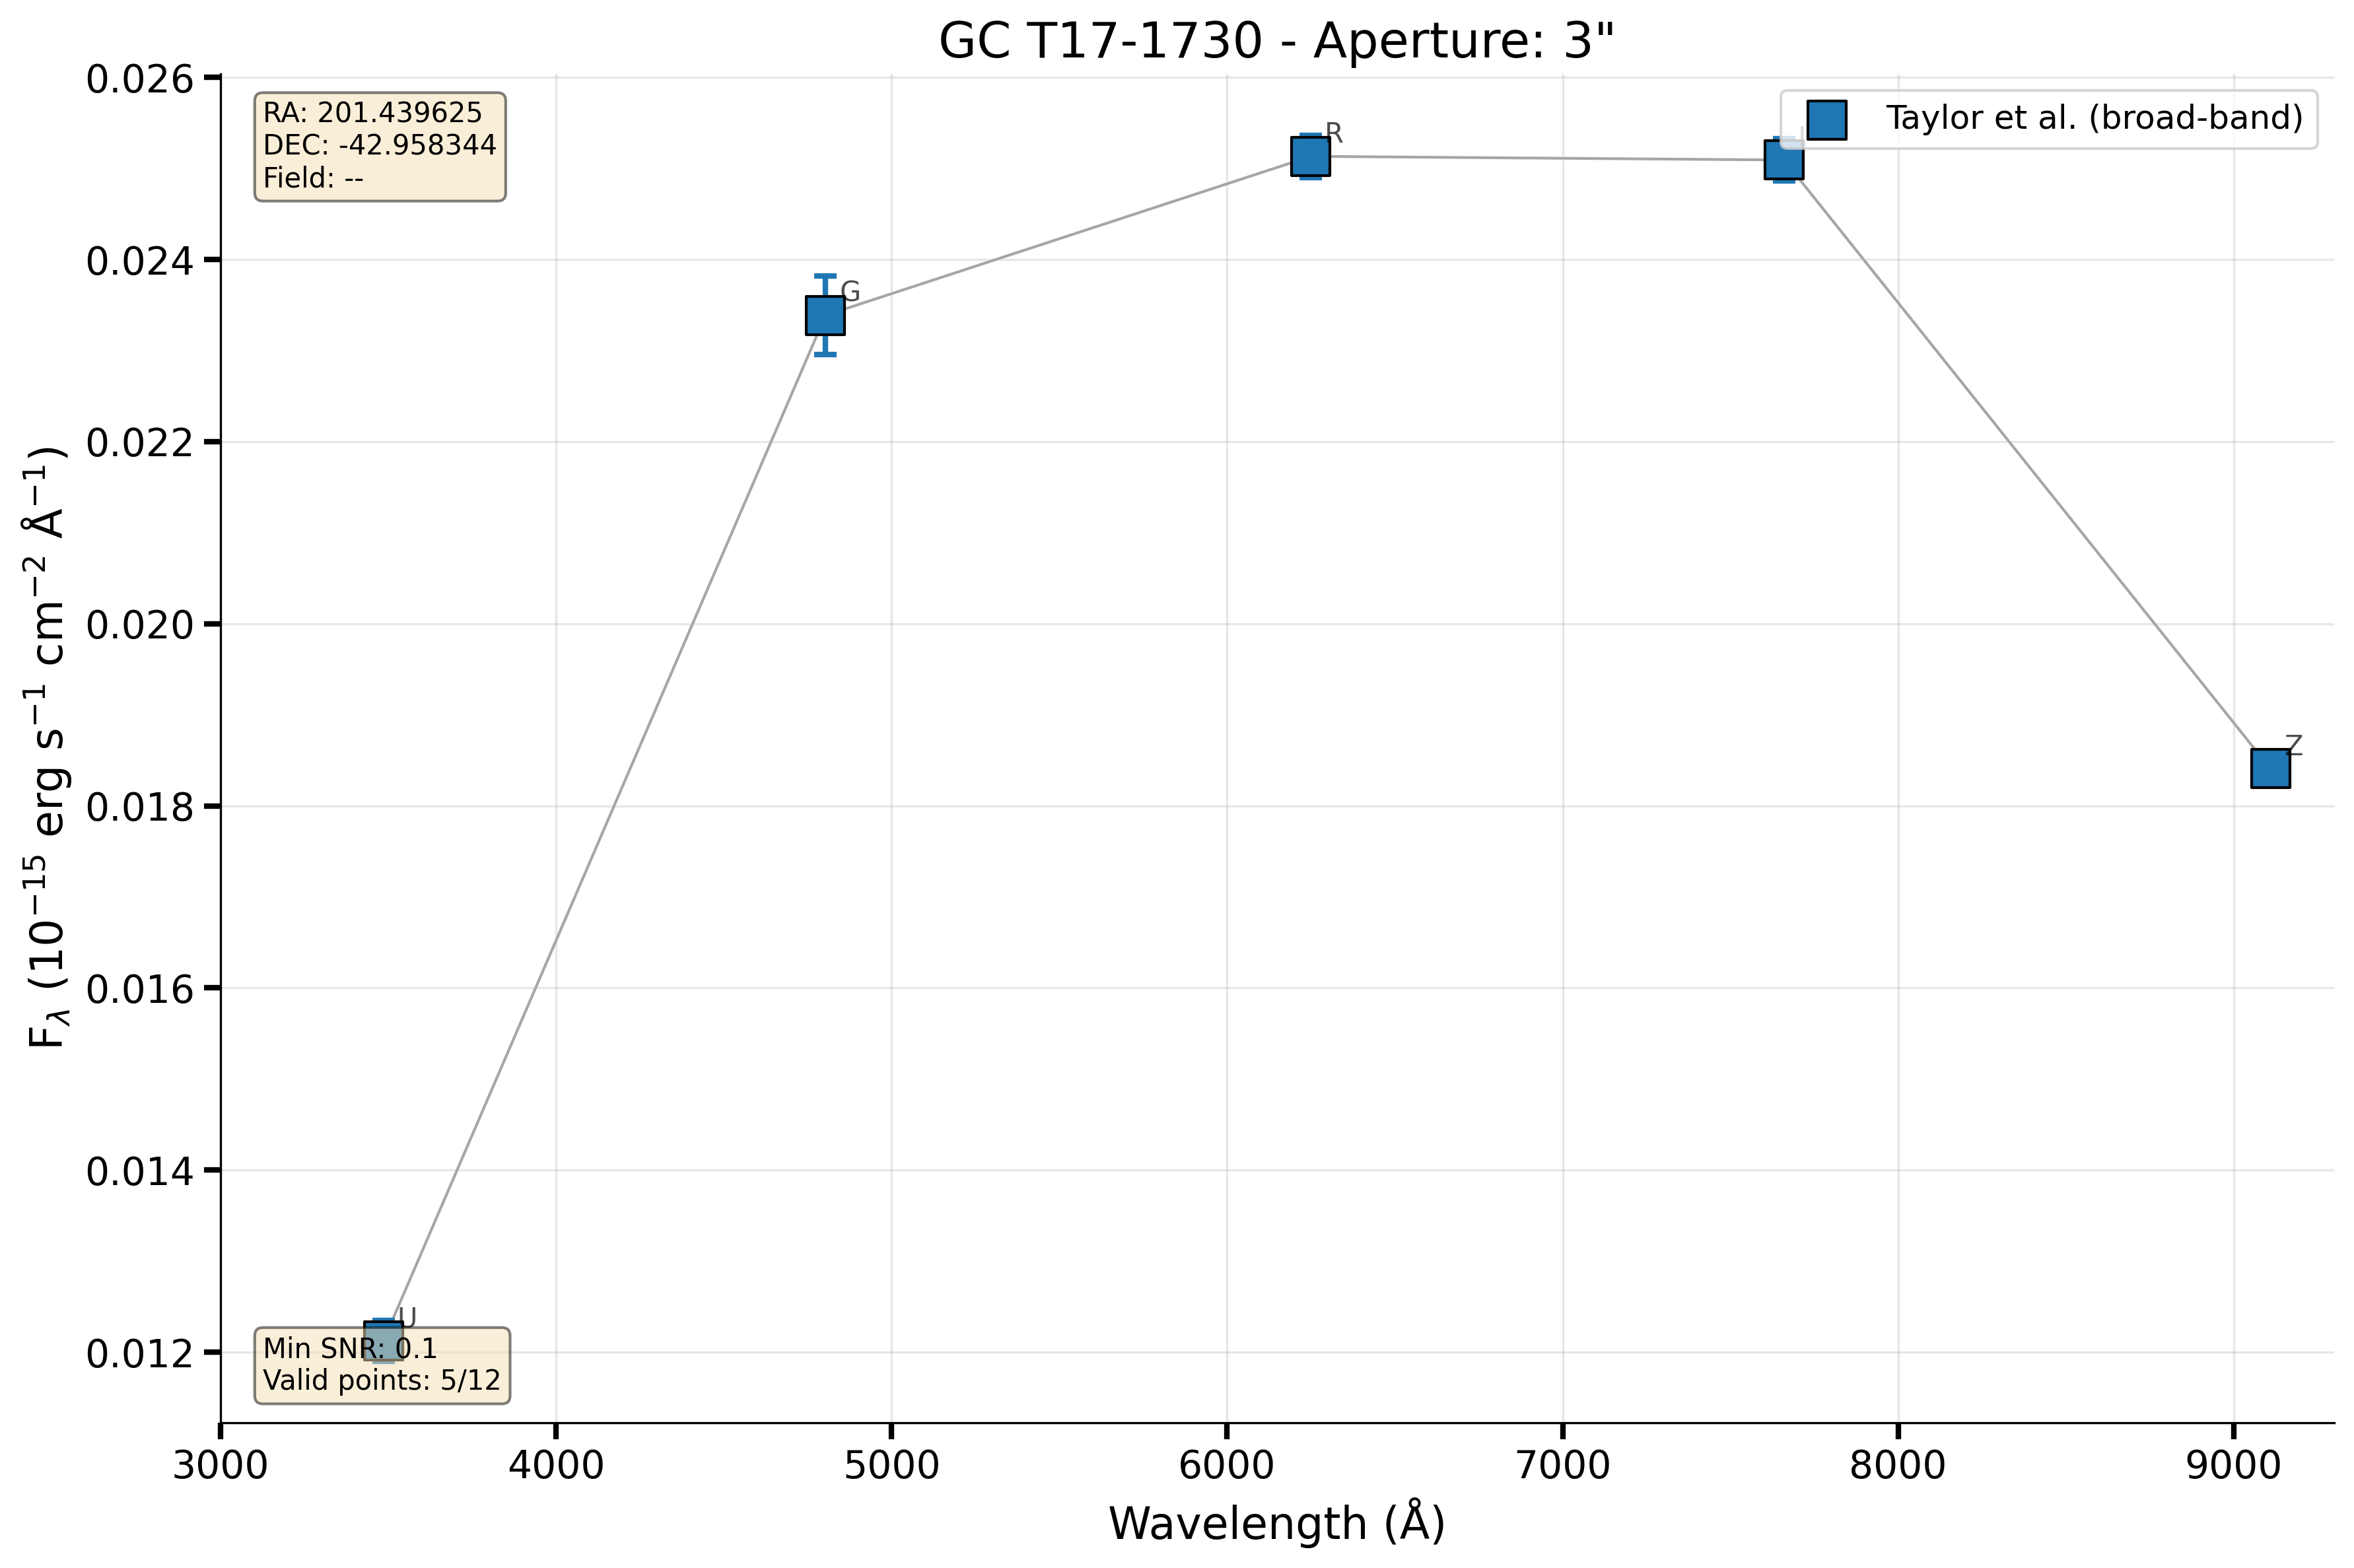 GC T17-1730 - Aperture: 3"
RA: 201.439625
DEC: -42.958344
Field: --
Taylor et al. (broad-band)
F_λ (10⁻¹⁵ erg s⁻¹ cm⁻² Å⁻¹)
0.026
0.024
0.022
0.020
0.018
0.016
0.014
0.012
U
G
R
Z
Min SNR: 0.1
Valid points: 5/12
3000 4000 5000 6000 7000 8000 9000
Wavelength (Å)